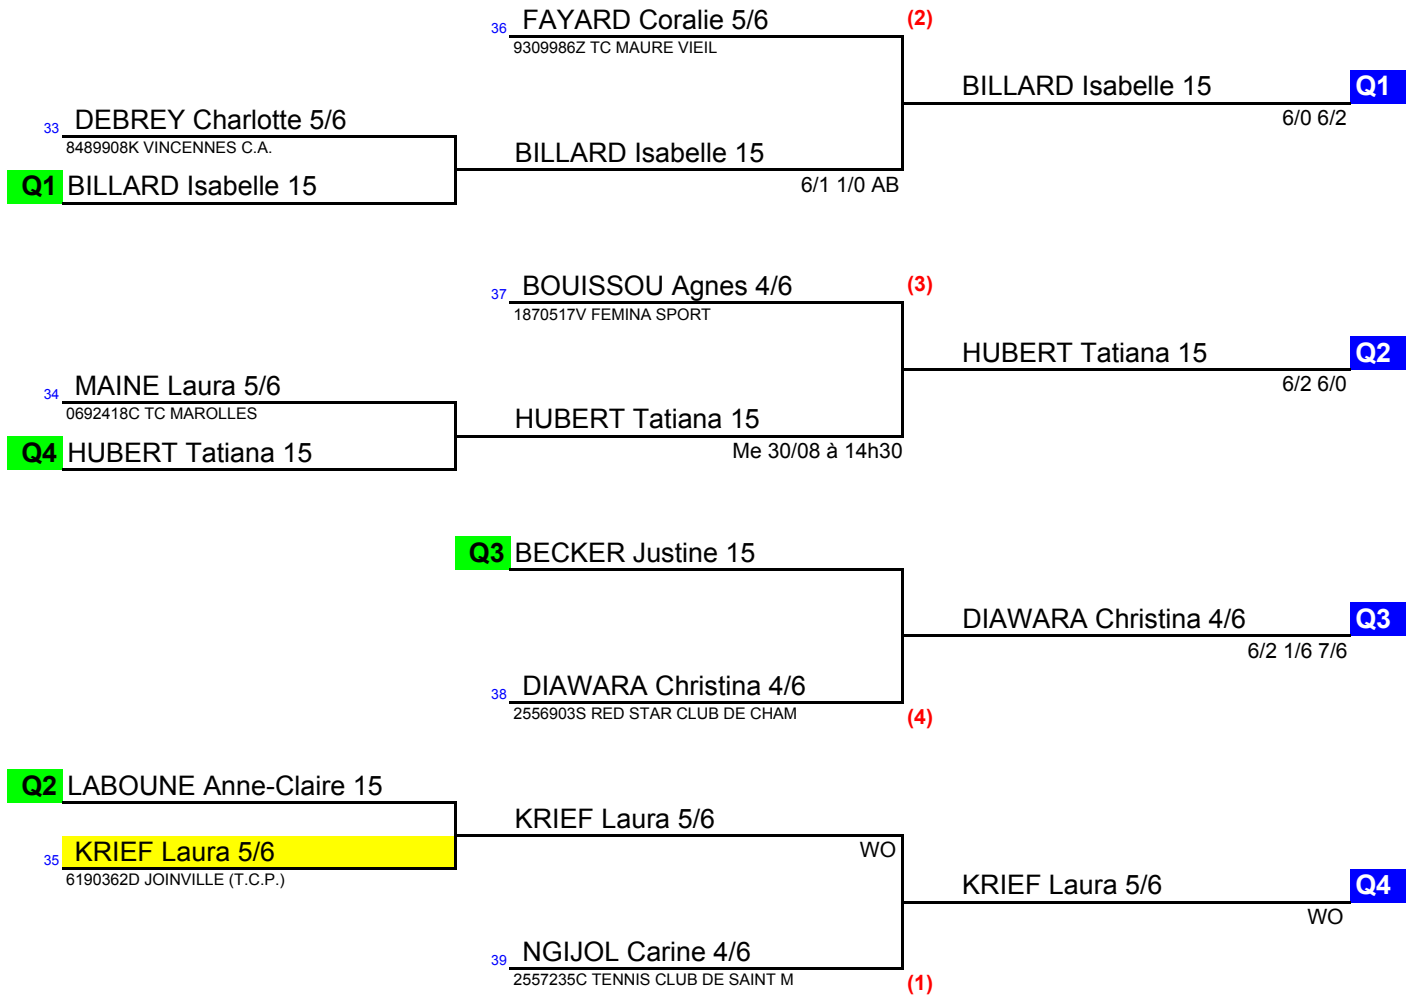 36 FAYARD Coralie 5/6 (2)
9309986Z TC MAURE VIEIL
BILLARD Isabelle 15 Q1
6/0 6/2
33 DEBREY Charlotte 5/6
8489908K VINCENNES C.A.
BILLARD Isabelle 15
6/1 1/0 AB
Q1 BILLARD Isabelle 15
37 BOUISSOU Agnes 4/6 (3)
1870517V FEMINA SPORT
HUBERT Tatiana 15 Q2
6/2 6/0
34 MAINE Laura 5/6
0692418C TC MAROLLES
HUBERT Tatiana 15
Me 30/08 à 14h30
Q4 HUBERT Tatiana 15
Q3 BECKER Justine 15
DIAWARA Christina 4/6 Q3
6/2 1/6 7/6
38 DIAWARA Christina 4/6
2556903S RED STAR CLUB DE CHAM
(4)
Q2 LABOUNE Anne-Claire 15
KRIEF Laura 5/6
WO
35 KRIEF Laura 5/6
6190362D JOINVILLE (T.C.P.)
KRIEF Laura 5/6 Q4
WO
39 NGIJOL Carine 4/6
2557235C TENNIS CLUB DE SAINT M
(1)